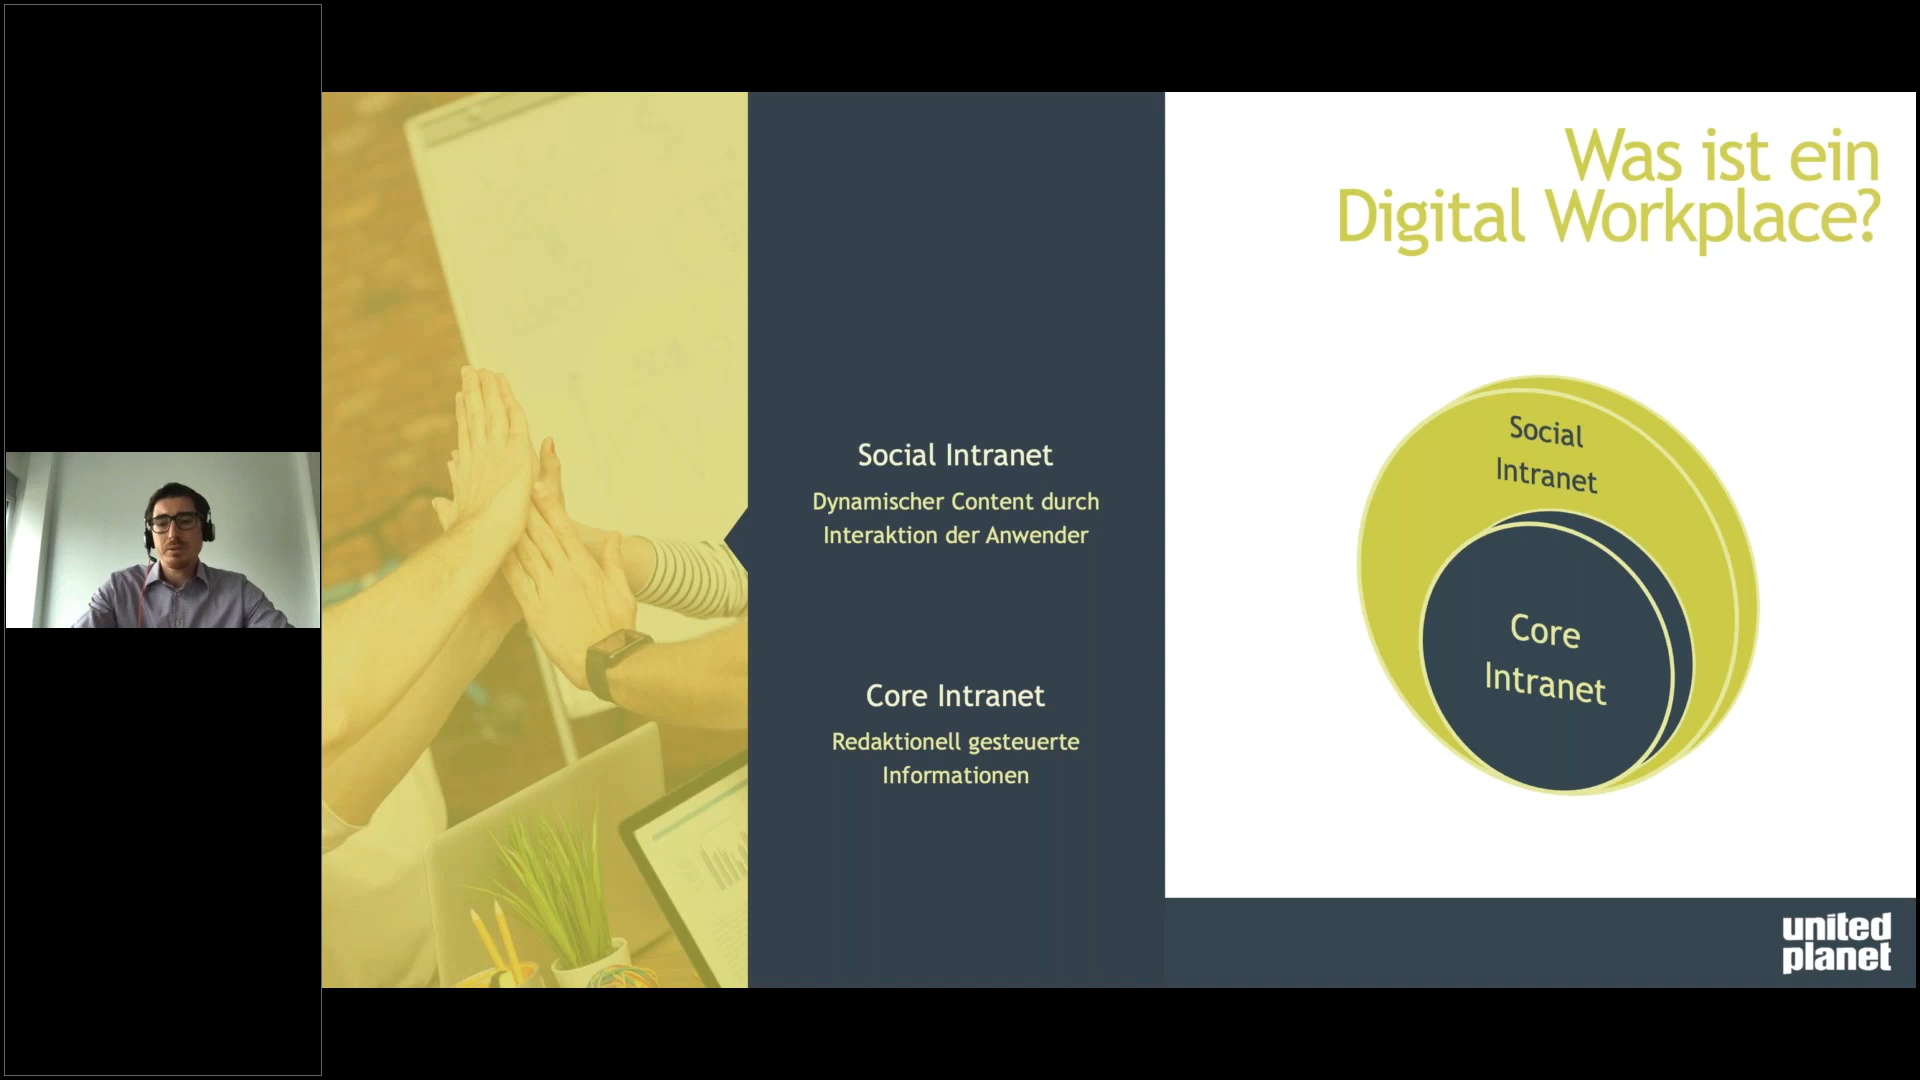 Was ist ein
Digital Workplace?
Social Intranet
Dynamischer Content durch
Interaktion der Anwender
Core Intranet
Redaktionell gesteuerte
Informationen
Social
Intranet
Core
Intranet
united
planet